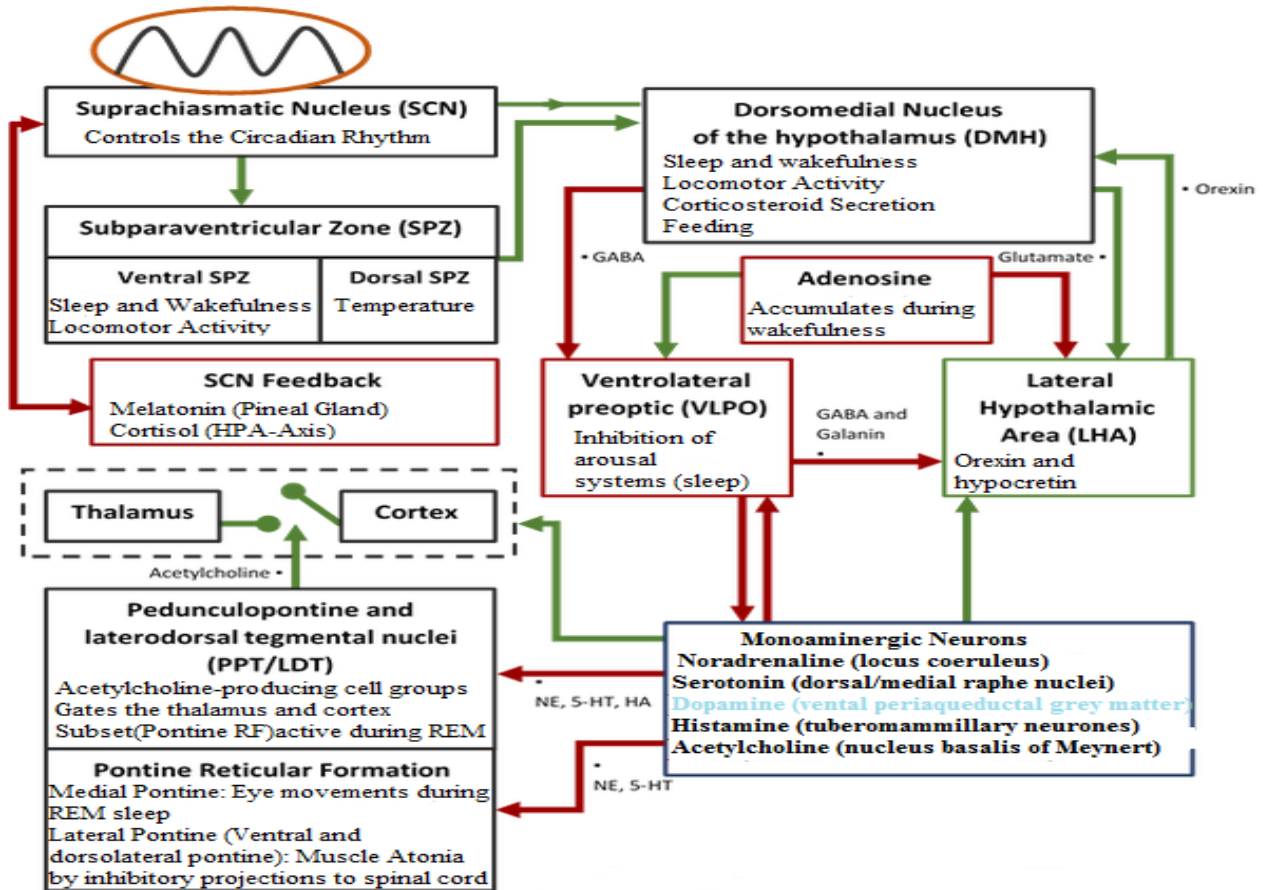 Suprachiasmatic Nucleus (SCN)
Controls the Circadian Rhythm
Dorsomedial Nucleus
of the hypothalamus (DMH)
Sleep and wakefulness
Locomotor Activity
Corticosteroid Secretion
Feeding
• Orexin
Subparaventricular Zone (SPZ)
Ventral SPZ
Sleep and Wakefulness
Locomotor Activity
Dorsal SPZ
Temperature
• GABA
Glutamate •
Adenosine
Accumulates during
wakefulness
SCN Feedback
Melatonin (Pineal Gland)
Cortisol (HPA-Axis)
Ventrolateral
preoptic (VLPO)
Inhibition of
arousal
systems (sleep)
GABA and
Galanin
•
Lateral
Hypothalamic
Area (LHA)
Orexin and
hypocretin
Thalamus
Cortex
Acetylcholine •
Pedunculopontine and
laterodorsal tegmental nuclei
(PPT/LDT)
Acetylcholine-producing cell groups
Gates the thalamus and cortex
Subset(Pontine RF)active during REM
•
NE, 5-HT, HA
Monoaminergic Neurons
Noradrenaline (locus coeruleus)
Serotonin (dorsal/medial raphe nuclei)
Dopamine (vental periaqueductal grey matter)
Histamine (tuberomammillary neurones)
Acetylcholine (nucleus basalis of Meynert)
•
NE, 5-HT
Pontine Reticular Formation
Medial Pontine: Eye movements during
REM sleep
Lateral Pontine (Ventral and
dorsolateral pontine): Muscle Atonia
by inhibitory projections to spinal cord